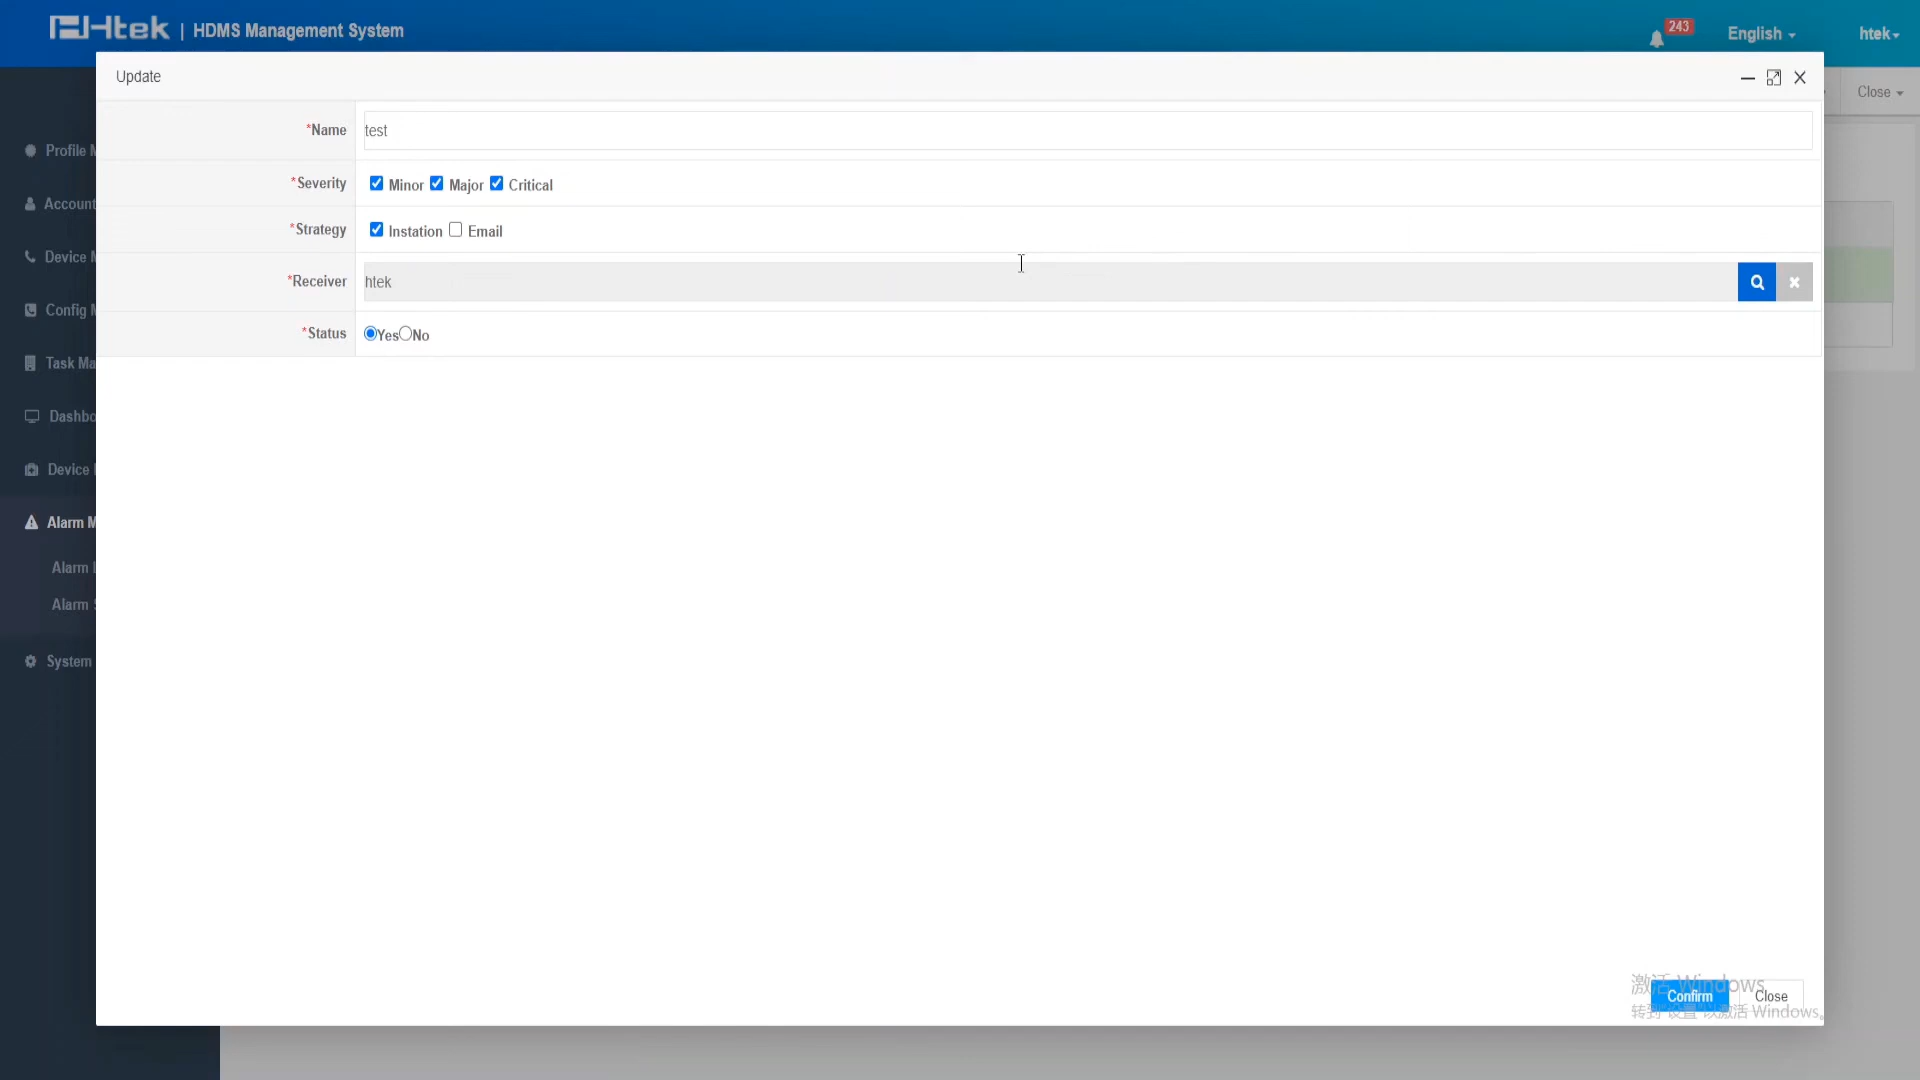 Htek | HDMS Management System
243
English
htek
Update
Close
*Name
test
Profile M
*Severity
Minor Major Critical
Account
*Strategy
Instation Email
Device M
*Receiver
htek
Config M
*Status
Yes No
Task Ma
Dashbo
Device
Alarm M
Alarm
Alarm S
System
激活 Windows
Confirm
Close
转到"设置"以激活 Windows。